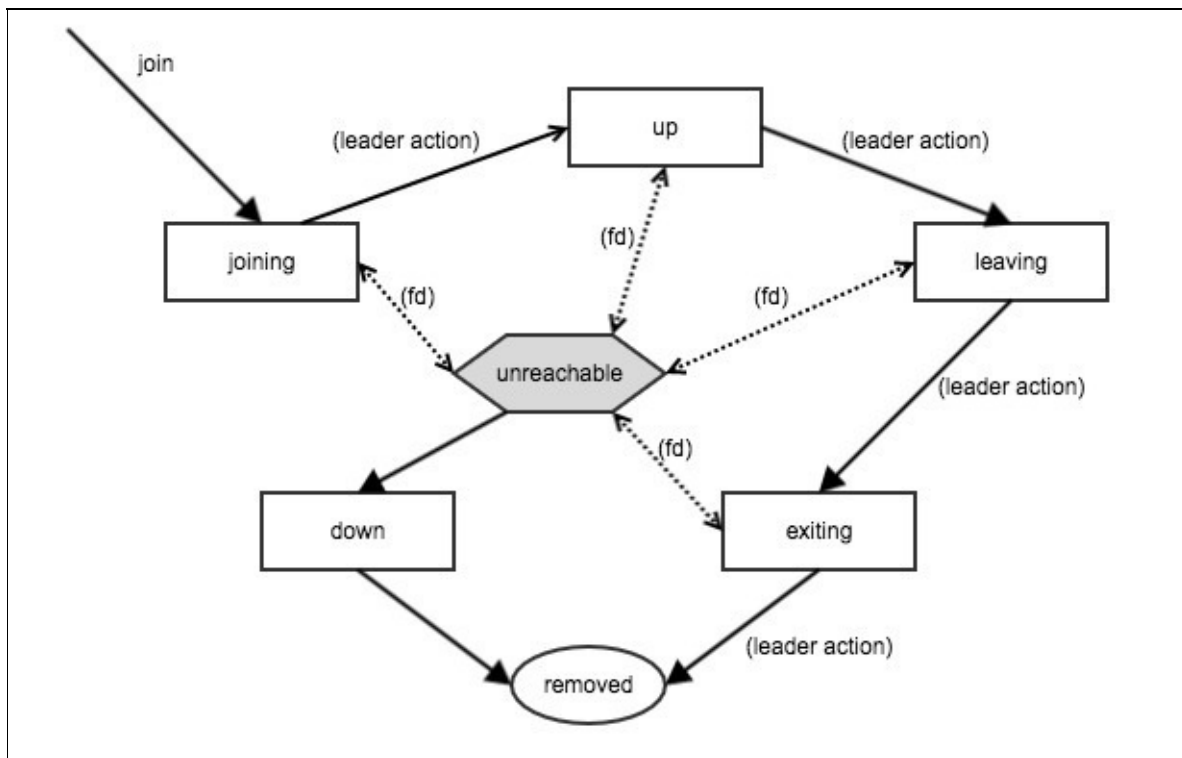 join
up
(leader action)
(leader action)
joining
(fd)
leaving
(fd)
(fd)
unreachable
(leader action)
(fd)
down
exiting
(leader action)
removed